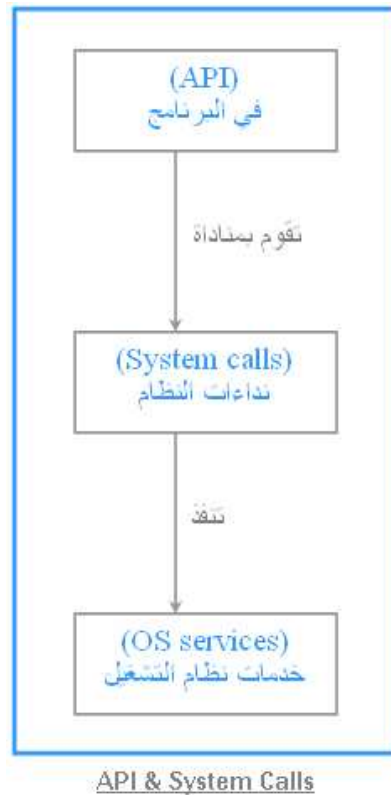 (API)
في البرنامج
تقوم بمناداة
(System calls)
نداءات النظام
تنفذ
(OS services)
خدمات نظام التشغيل
API & System Calls